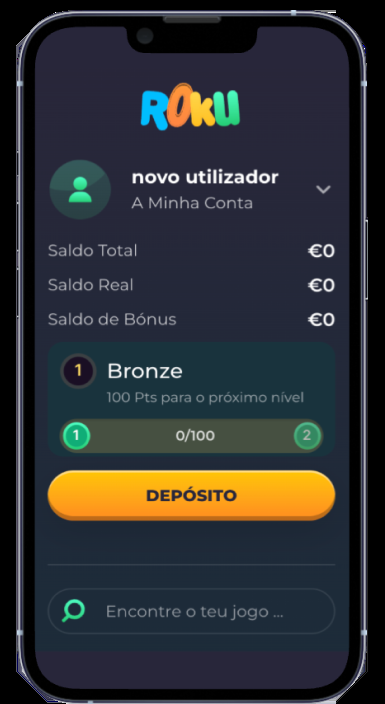 ROKU
novo utilizador
A Minha Conta
Saldo Total €0
Saldo Real €0
Saldo de Bónus €0
1 Bronze
100 Pts para o próximo nível
1 0/100 2
DEPÓSITO
Encontre o teu jogo ...